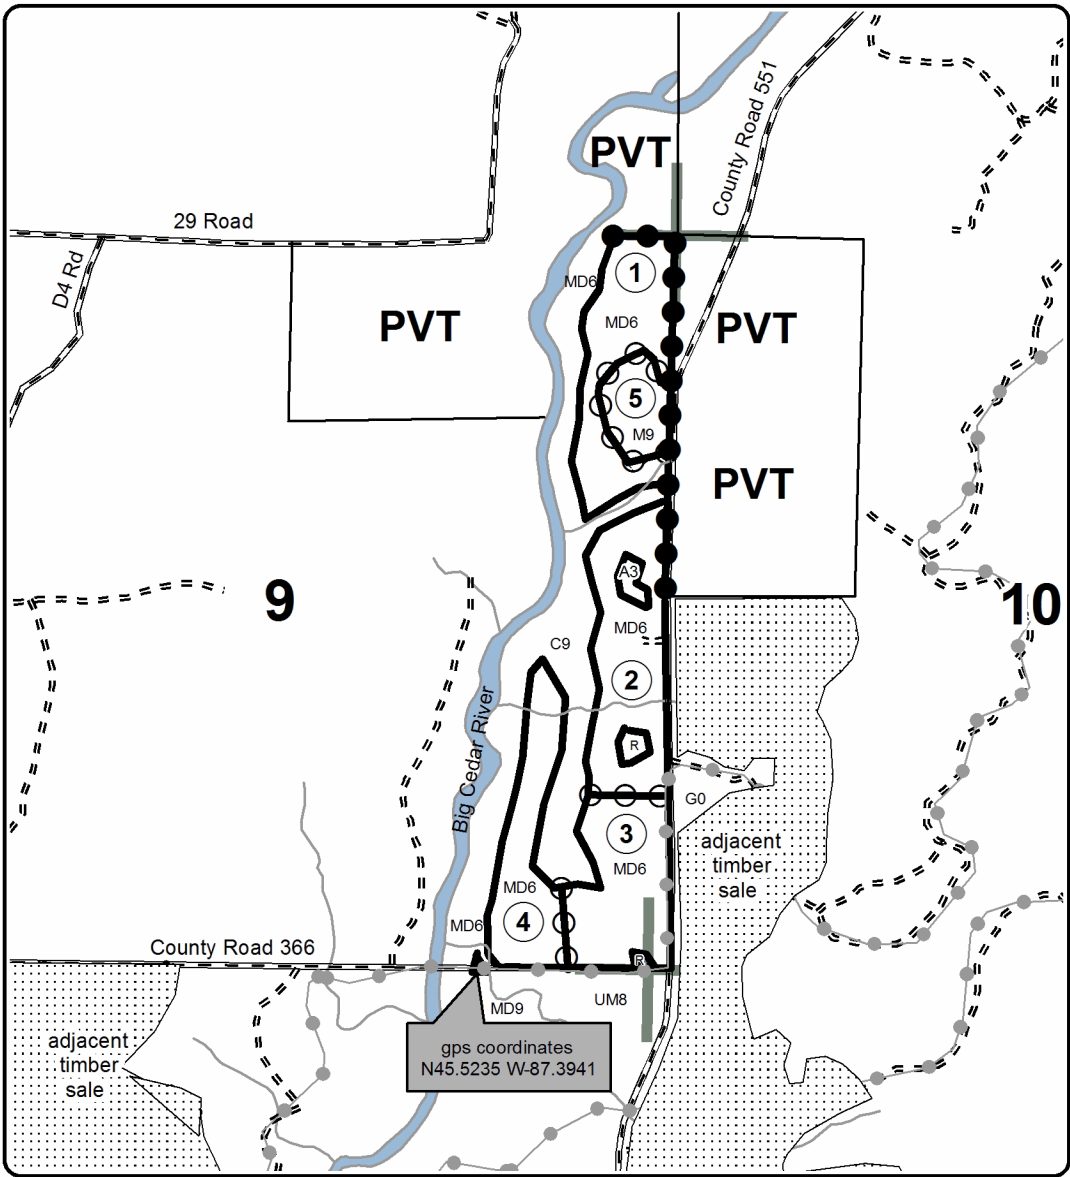 PVT
County Road 551
29 Road
D4 Rd
1
MD6
MD6
PVT
PVT
5
M9
PVT
A3
9
10
MD6
C9
2
R
Big Cedar River
G0
3
MD6
adjacent
timber
sale
MD6
4
MD6
County Road 366
R
MD9
UM8
gps coordinates
N45.5235 W-87.3941
adjacent
timber
sale